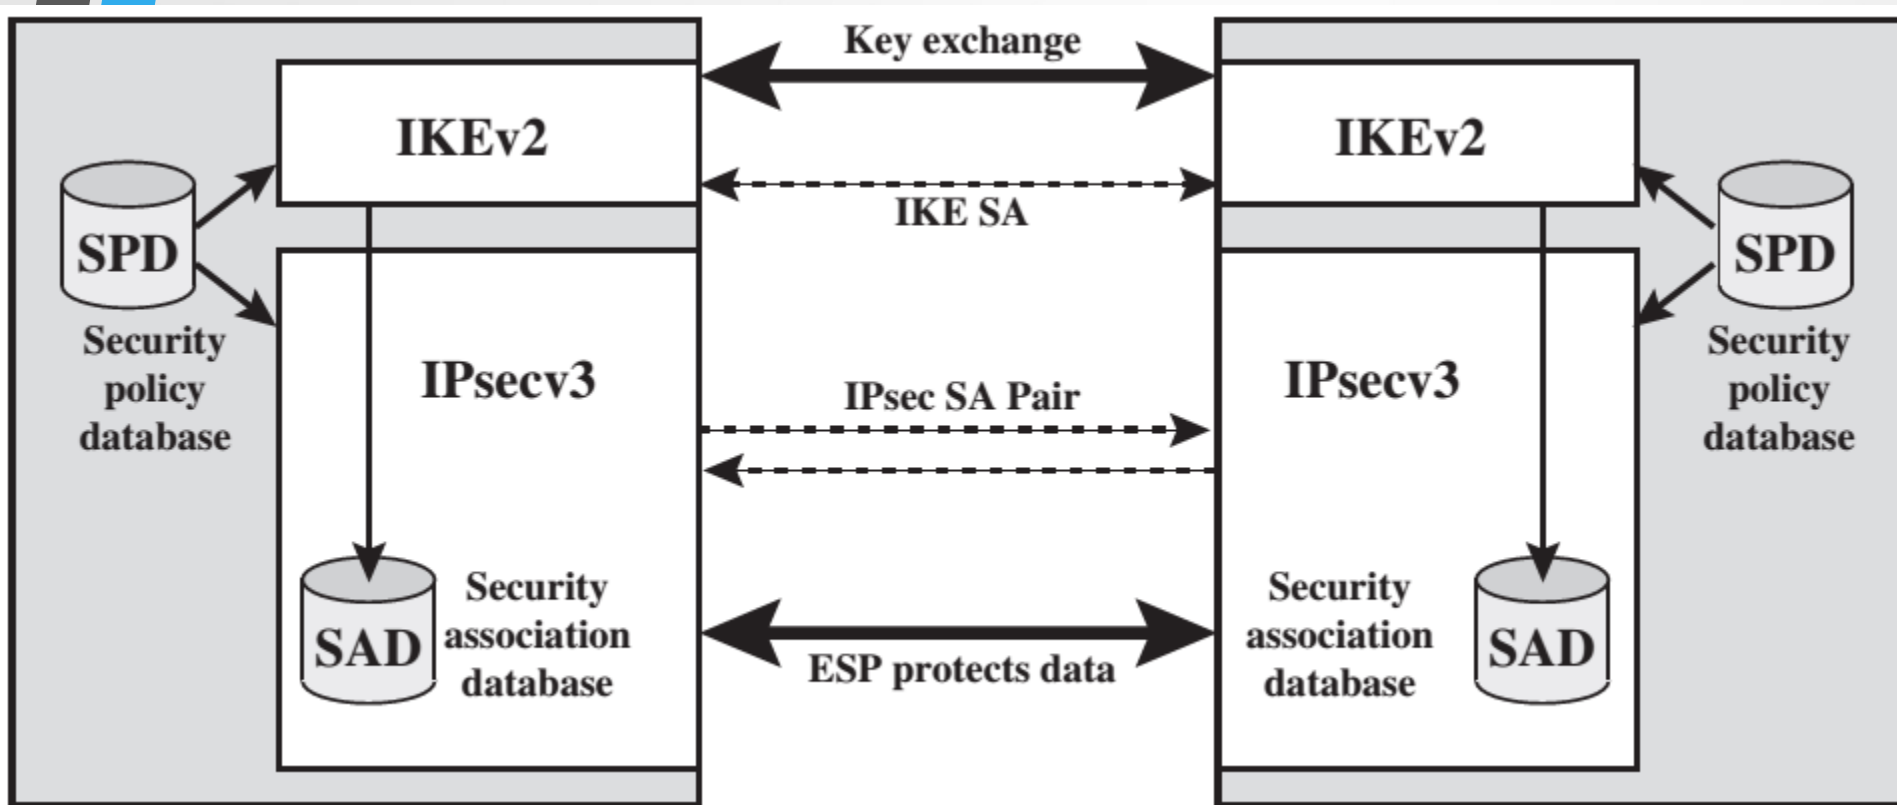 Key exchange
IKEv2
IKEv2
IKE SA
SPD
Security
policy
database
SPD
Security
policy
database
IPsecv3
IPsec SA Pair
IPsecv3
SAD
Security
association
database
ESP protects data
Security
association
database
SAD